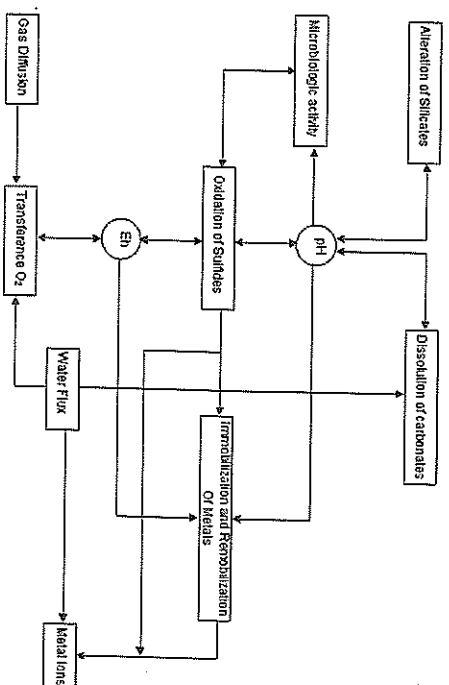 Alteration of Silicates
Dissolution of carbonates
Microbiologic activity
pH
Oxidation of Sulfides
Immobilization and Remobilization
Of Metals
Eh
Water Flux
Metal Ions
Gas Diffusion
Transference O₂